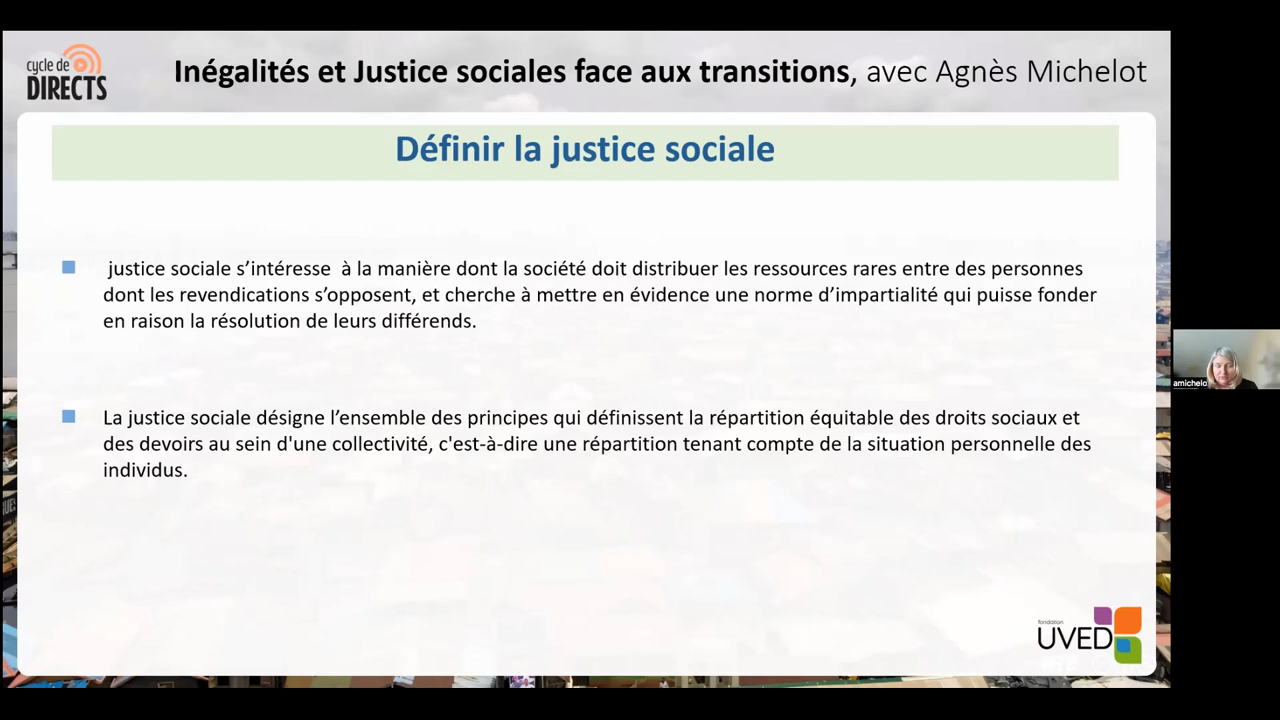 cycle de
DIRECTS
Inégalités et Justice sociales face aux transitions, avec Agnès Michelot
Définir la justice sociale
justice sociale s’intéresse à la manière dont la société doit distribuer les ressources rares entre des personnes
dont les revendications s’opposent, et cherche à mettre en évidence une norme d’impartialité qui puisse fonder
en raison la résolution de leurs différends.
La justice sociale désigne l’ensemble des principes qui définissent la répartition équitable des droits sociaux et
des devoirs au sein d'une collectivité, c'est-à-dire une répartition tenant compte de la situation personnelle des
individus.
amichelo
fondation
UVED